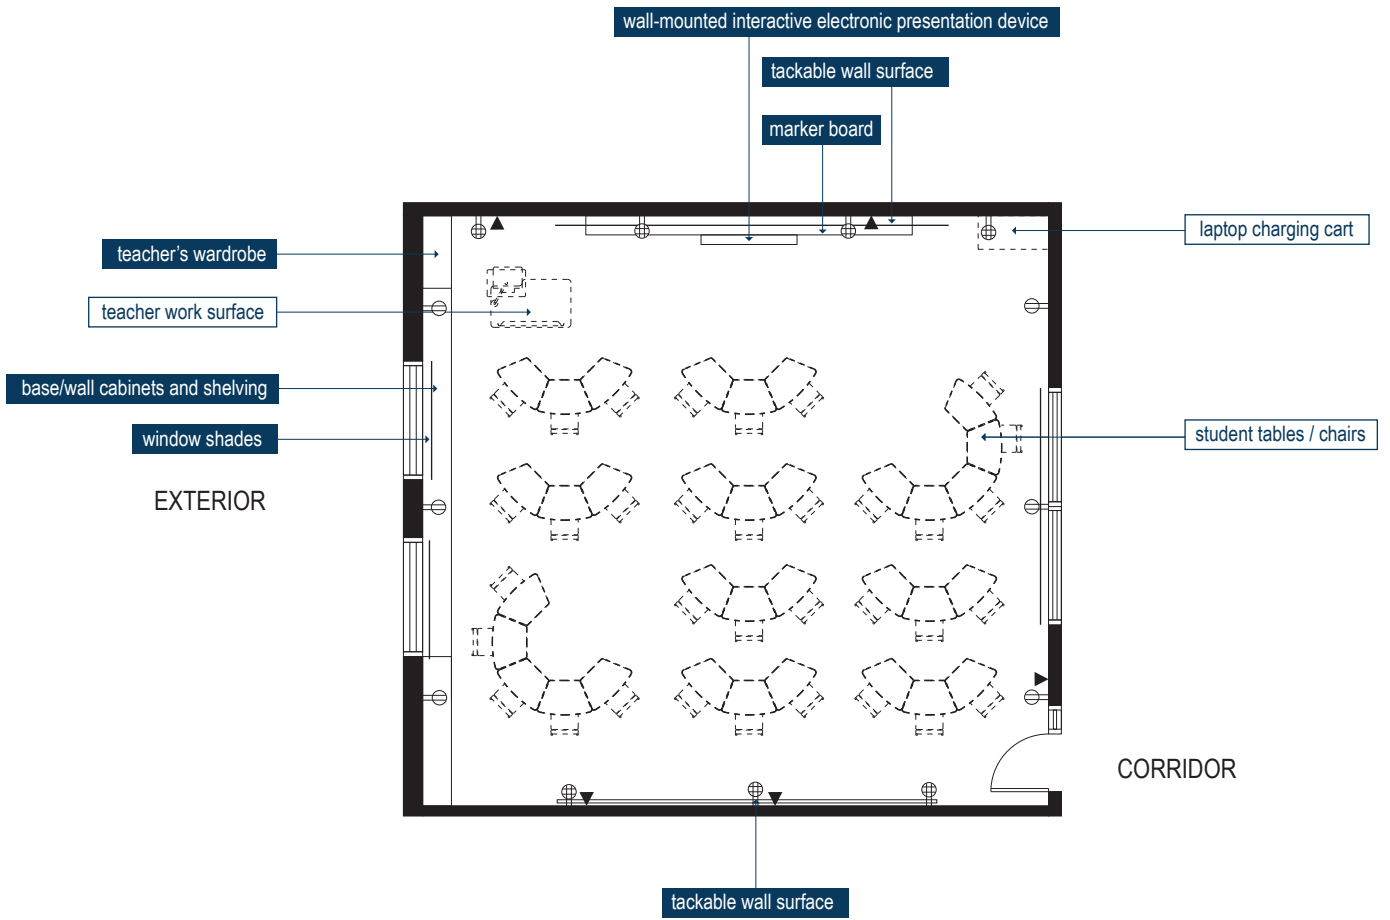 wall-mounted interactive electronic presentation device
tackable wall surface
marker board
teacher’s wardrobe
laptop charging cart
teacher work surface
base/wall cabinets and shelving
window shades
student tables / chairs
EXTERIOR
CORRIDOR
tackable wall surface